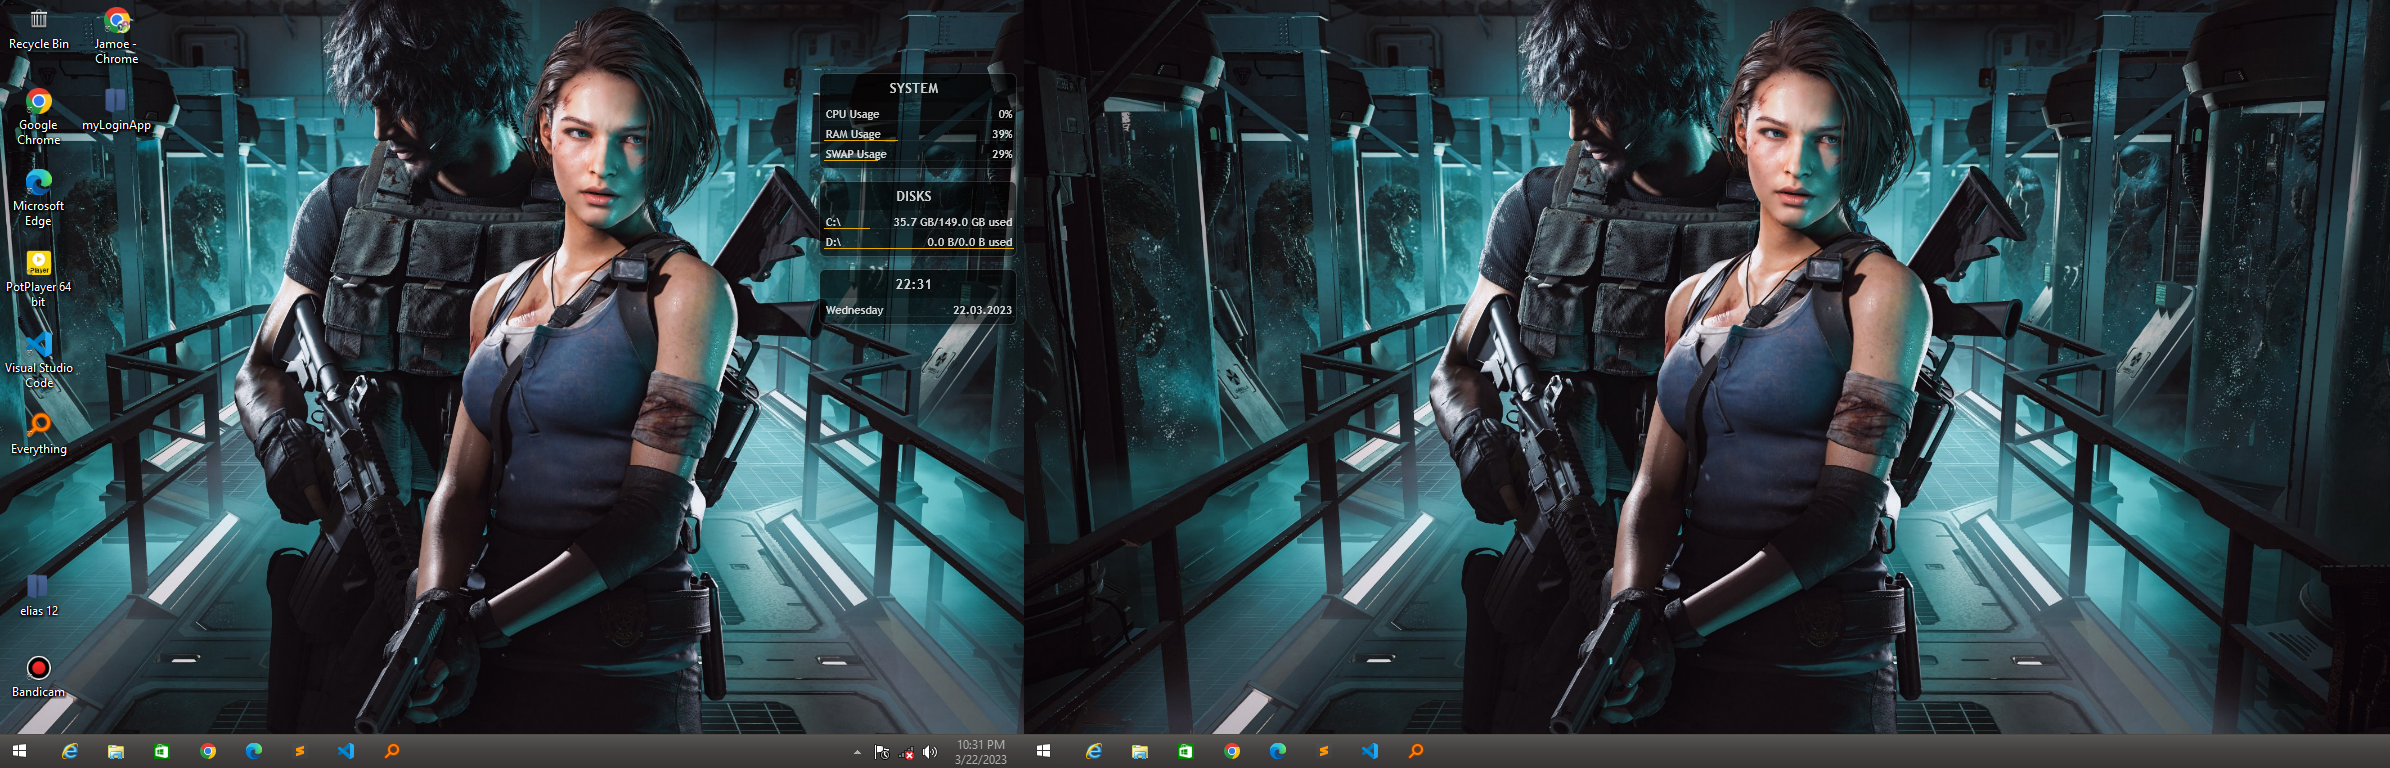 Recycle Bin
Jamoe -
Chrome
Google
Chrome
myLoginApp
Microsoft
Edge
Player
PotPlayer 64
bit
Visual Studio
Code
Everything
elias 12
Bandicam
SYSTEM
CPU Usage 0%
RAM Usage 39%
SWAP Usage 29%
DISKS
C:\ 35.7 GB/149.0 GB used
D:\ 0.0 B/0.0 B used
22:31
Wednesday 22.03.2023
10:31 PM
3/22/2023